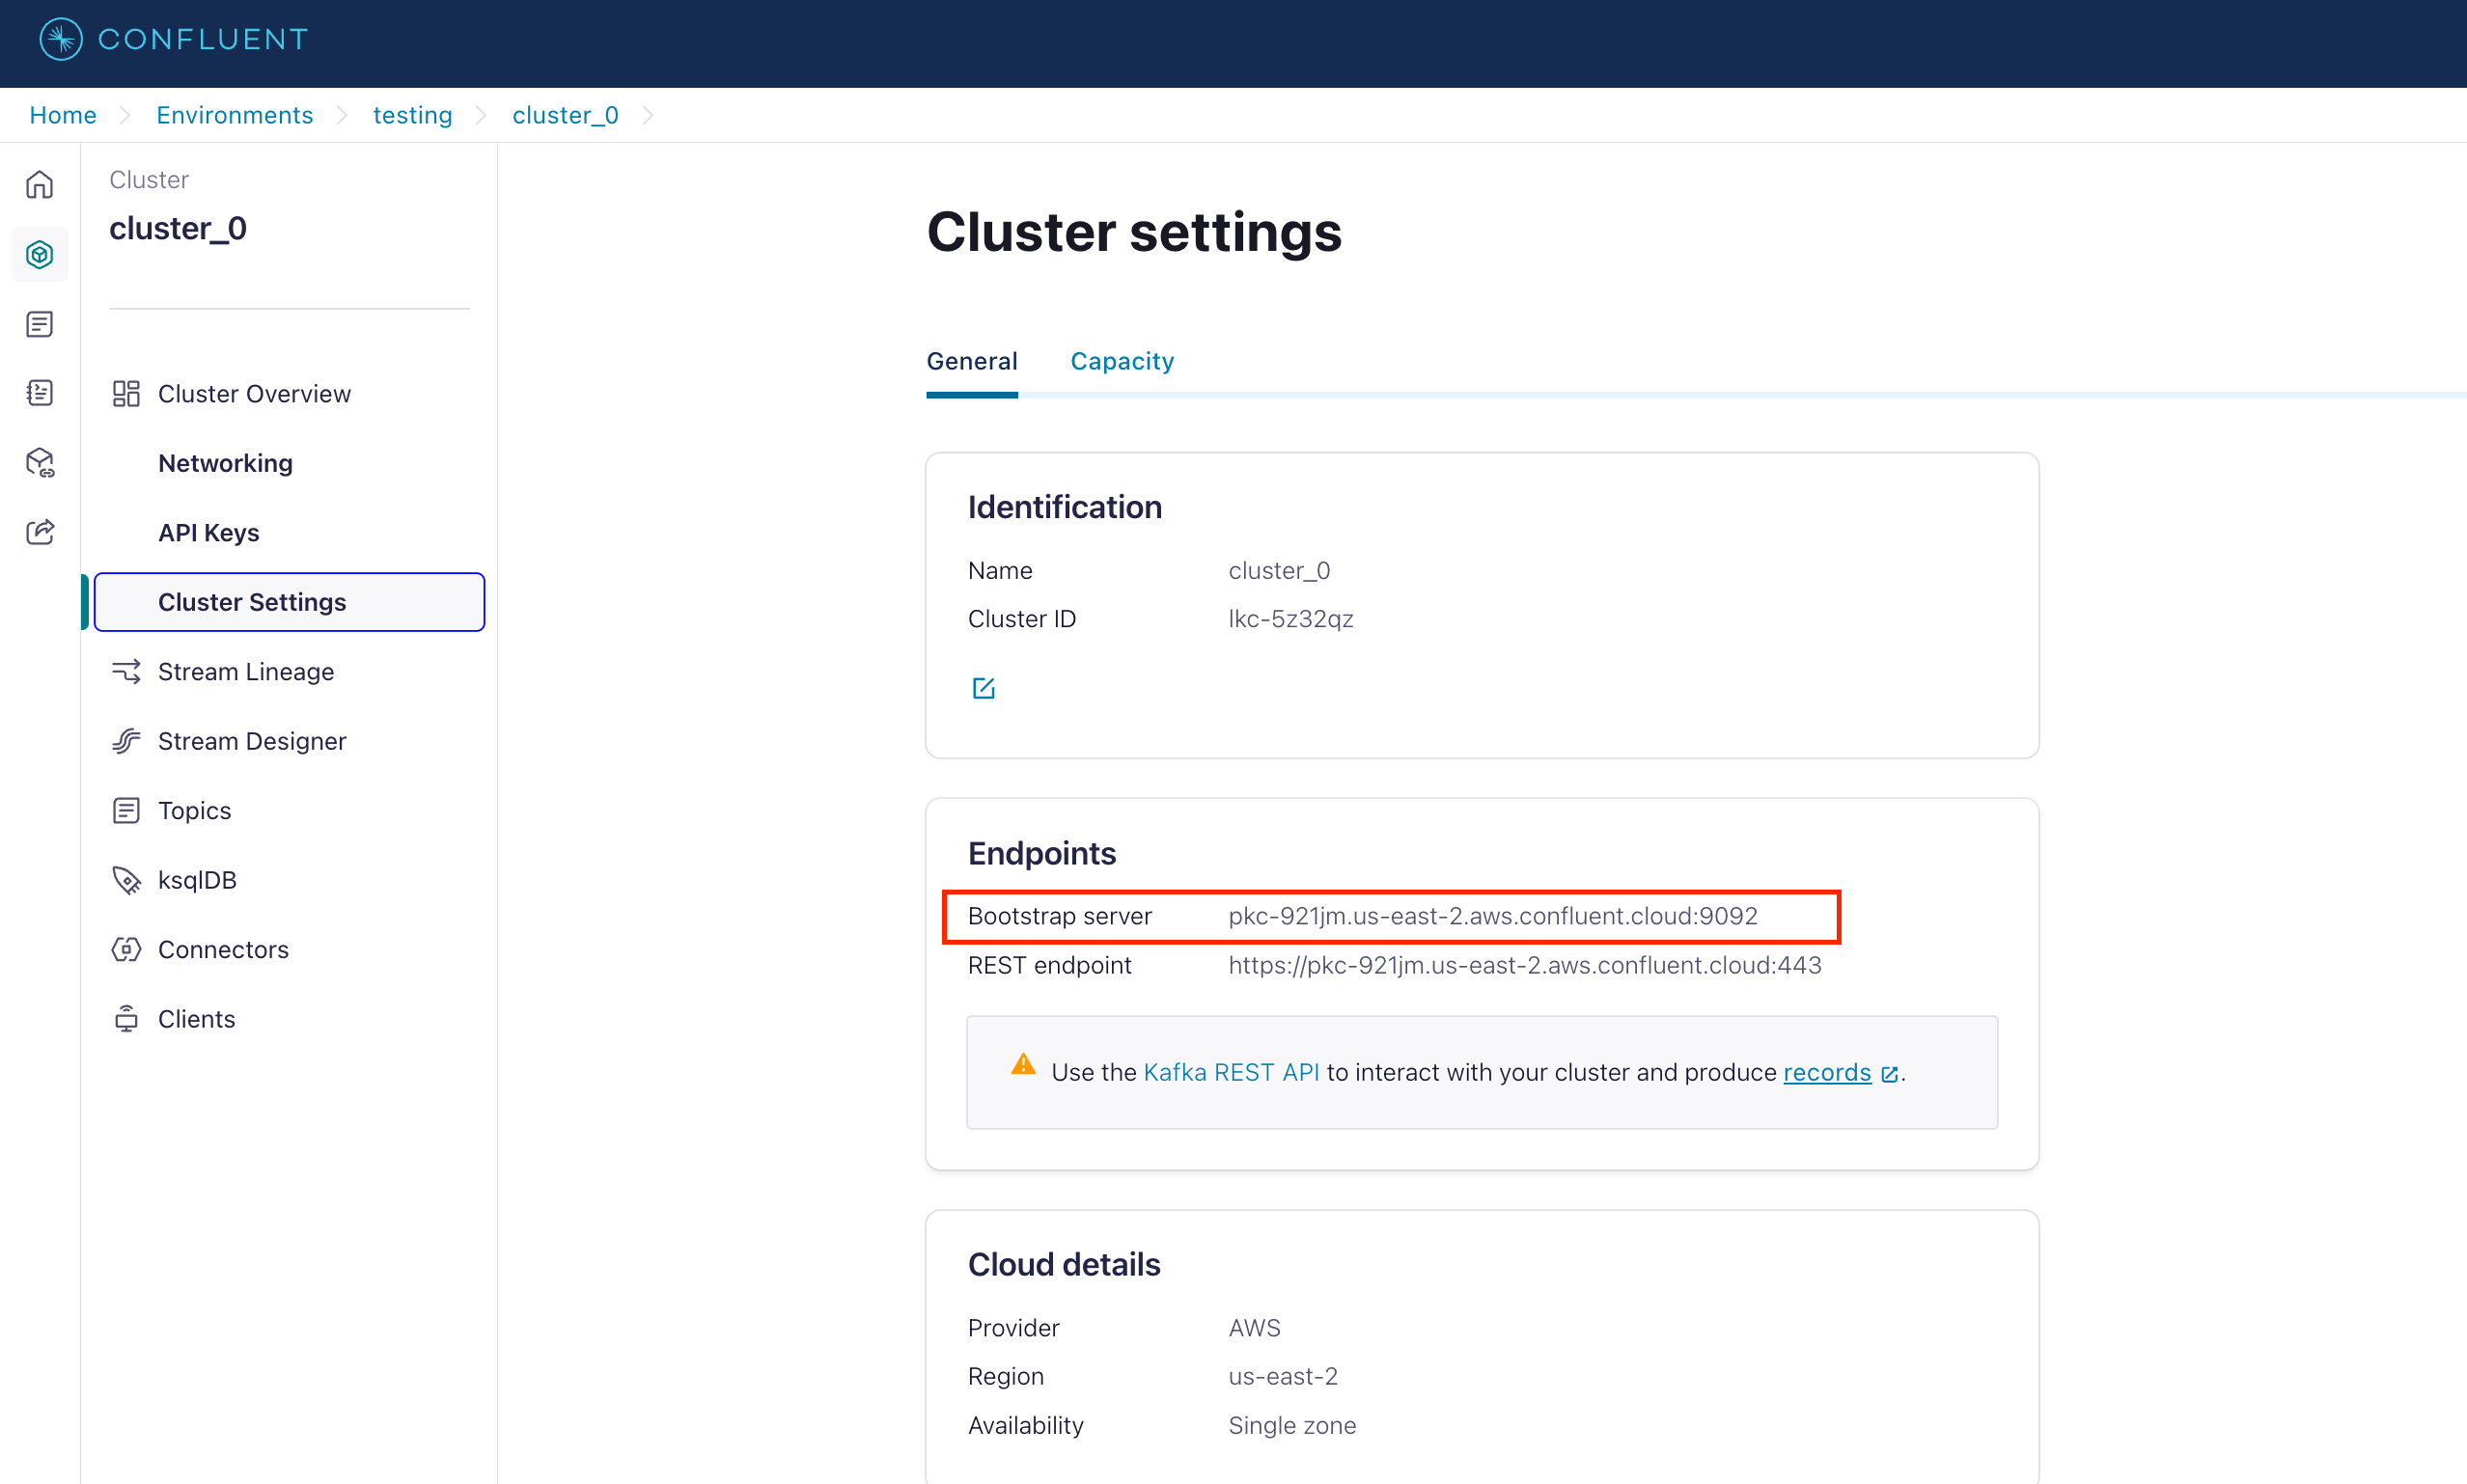 CONFLUENT
Home Environments testing cluster_0
Cluster
cluster_0
Cluster Overview
Networking
API Keys
Cluster Settings
Stream Lineage
Stream Designer
Topics
ksqlDB
Connectors
Clients
Cluster settings
General Capacity
Identification
Name cluster_0
Cluster ID lkc-5z32qz
Endpoints
Bootstrap server pkc-921jm.us-east-2.aws.confluent.cloud:9092
REST endpoint https://pkc-921jm.us-east-2.aws.confluent.cloud:443
Use the Kafka REST API to interact with your cluster and produce records.
Cloud details
Provider AWS
Region us-east-2
Availability Single zone